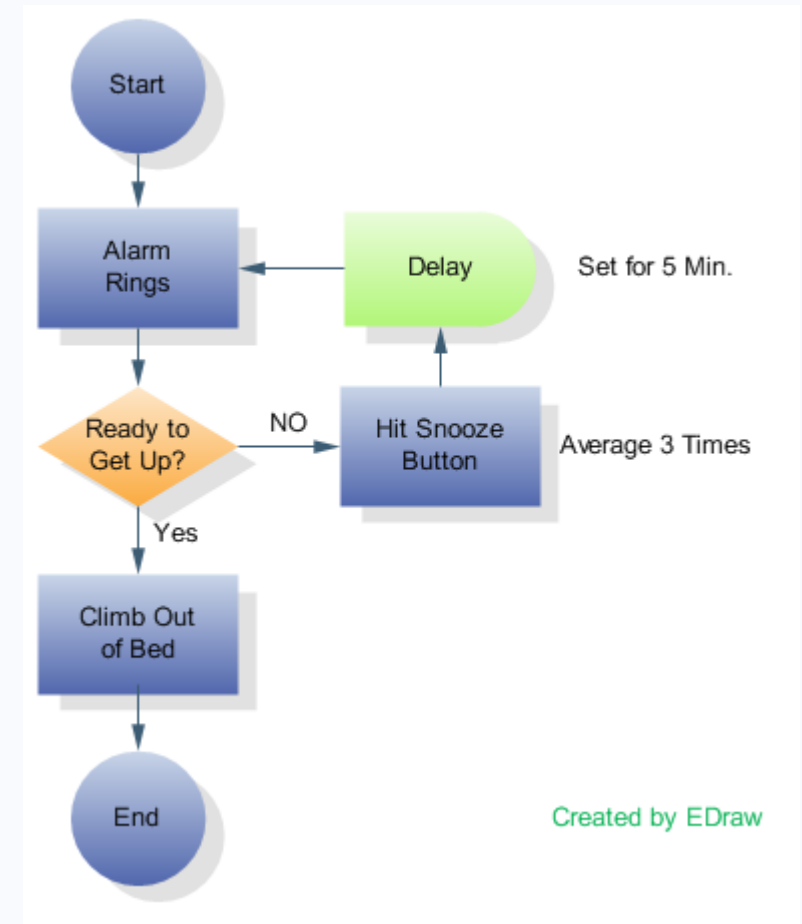 Start
Alarm
Rings
Delay
Set for 5 Min.
Ready to
Get Up?
NO
Hit Snooze
Button
Average 3 Times
Yes
Climb Out
of Bed
End
Created by EDraw